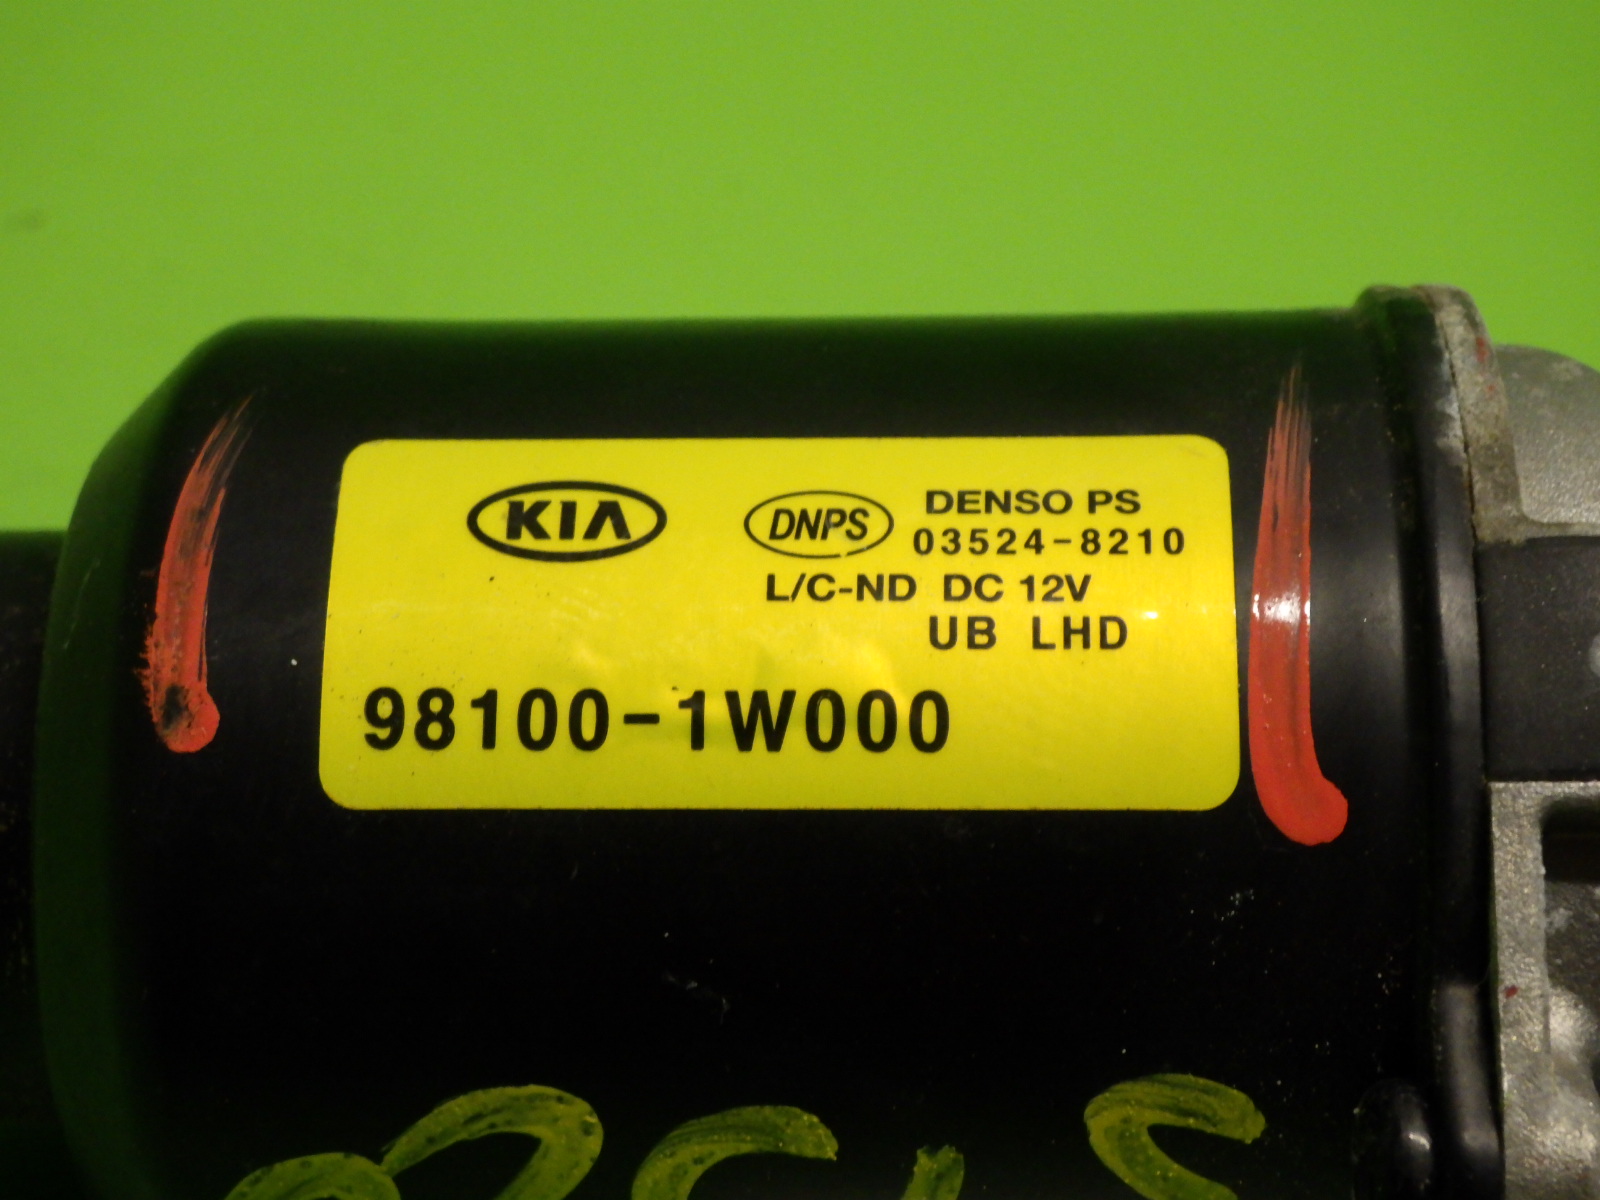 KIA DNPS DENSO PS
03524-8210
L/C-ND DC 12V
UB LHD
98100-1W000